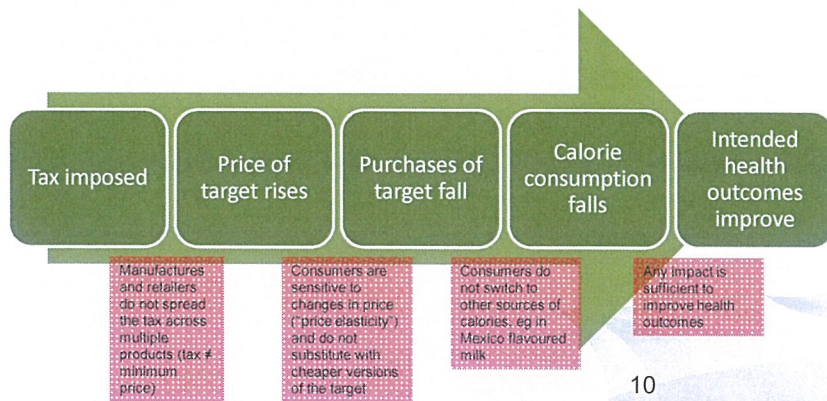 Tax imposed
Price of
target rises
Purchases of
target fall
Calorie
consumption
falls
Intended
health
outcomes
improve
Manufactures
and retailers
do not spread
the tax across
multiple
products (tax ≠
minimum
price)
Consumers are
sensitive to
changes in price
("price elasticity")
and do not
substitute with
cheaper versions
of the target
Consumers do
not switch to
other sources of
calories, eg in
Mexico flavoured
milk
Any impact is
sufficient to
improve health
outcomes
10